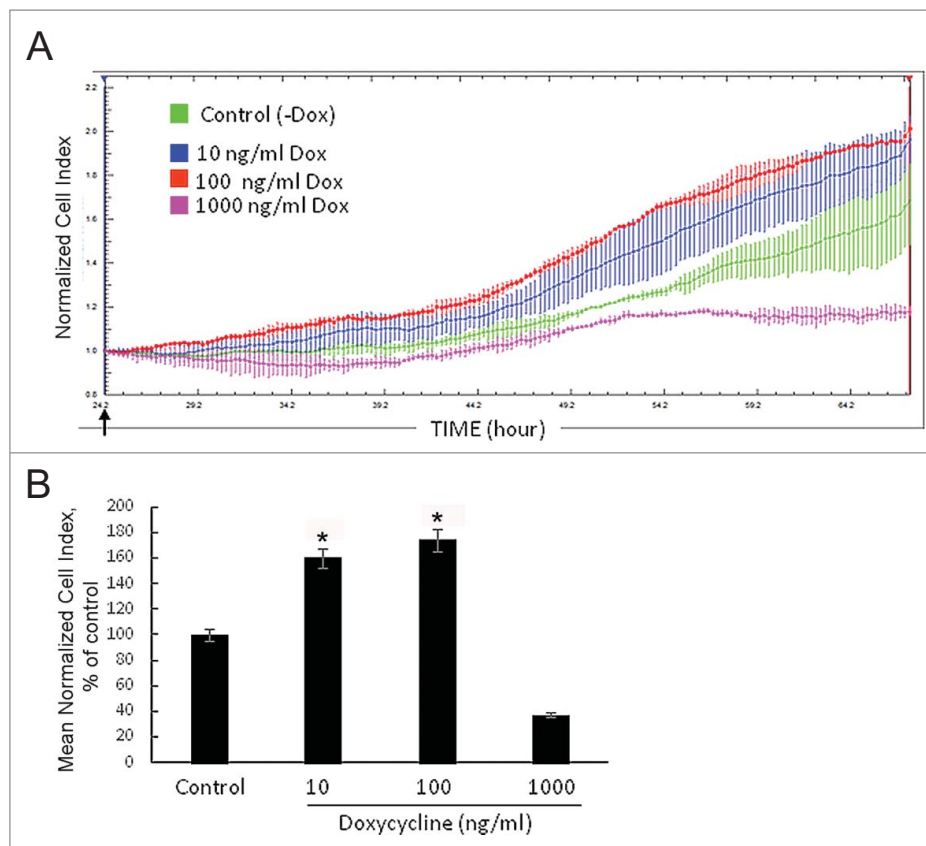 A
Normalized Cell Index
2.2
2.0
1.8
1.6
1.4
1.2
1.0
0.8
Control (-Dox)
10 ng/ml Dox
100 ng/ml Dox
1000 ng/ml Dox
24.2 29.2 34.2 39.2 44.2 49.2 54.2 59.2 64.2
TIME (hour)
B
Mean Normalized Cell Index,
% of control
200
180
160
140
120
100
80
60
40
20
0
* *
Control 10 100 1000
Doxycycline (ng/ml)